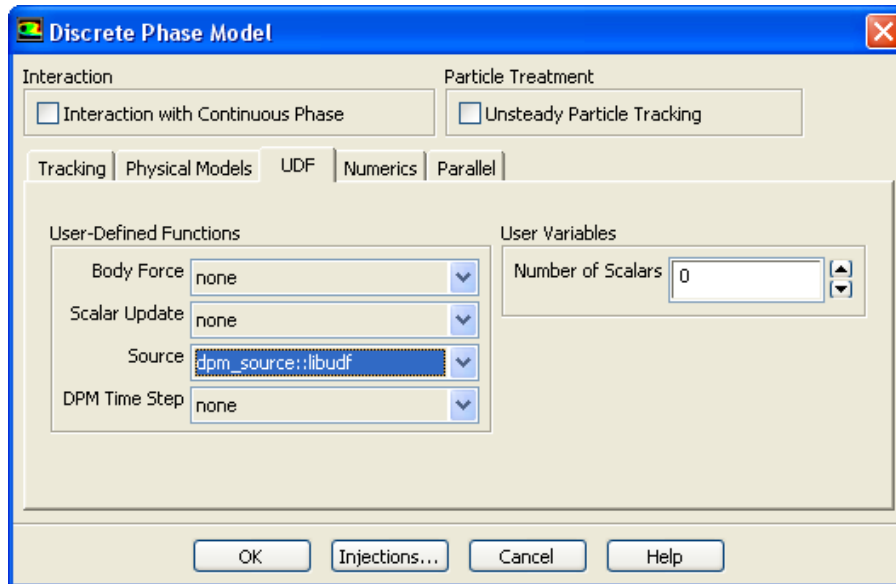 Discrete Phase Model
Interaction
Particle Treatment
Interaction with Continuous Phase
Unsteady Particle Tracking
Tracking Physical Models UDF Numerics Parallel
User-Defined Functions
User Variables
Body Force none
Number of Scalars 0
Scalar Update none
Source dpm_source::libudf
DPM Time Step none
OK Injections... Cancel Help